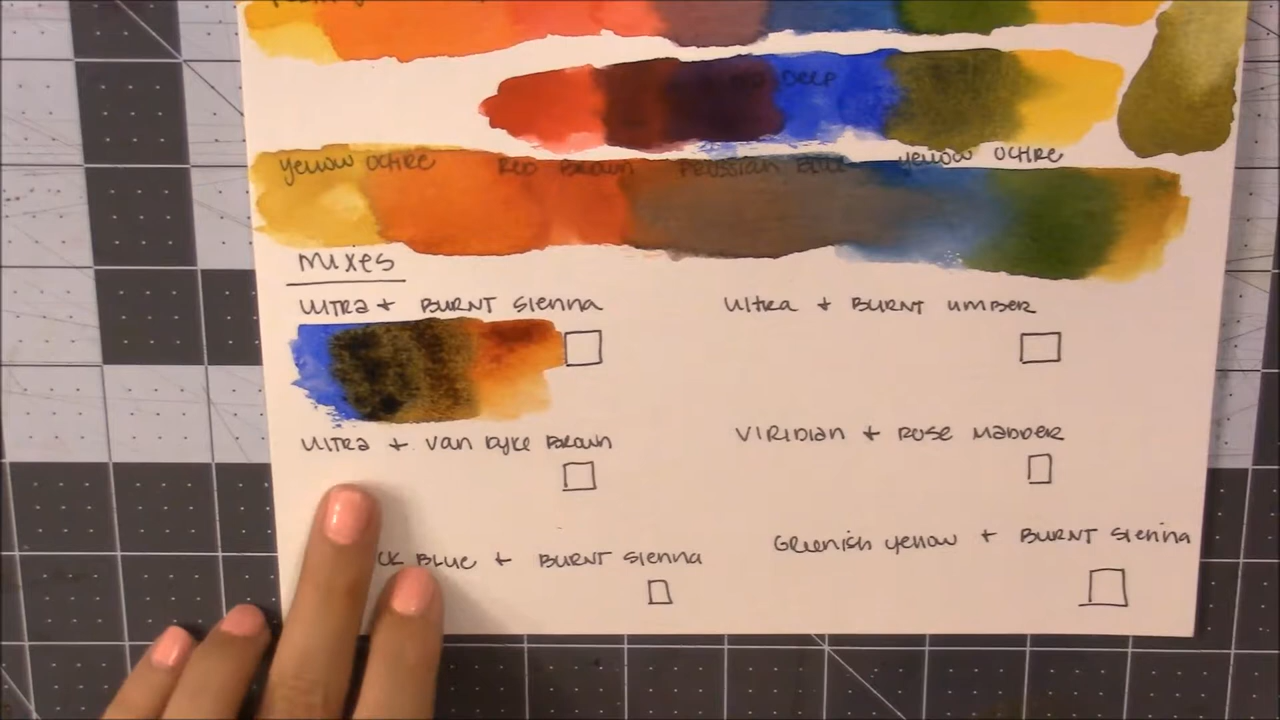 DEEP
Yellow OCHRE RED BROWN PRUSSIAN BLUE Yellow OCHRE
Mixes
Ultra + BURNT Sienna
Ultra + BURNT UMBER
Ultra + Van Dyke Brown
VIRIDIAN + ROSE MADDER
CK BLUE + BURNT Sienna
Greenish Yellow + BURNT Sienna